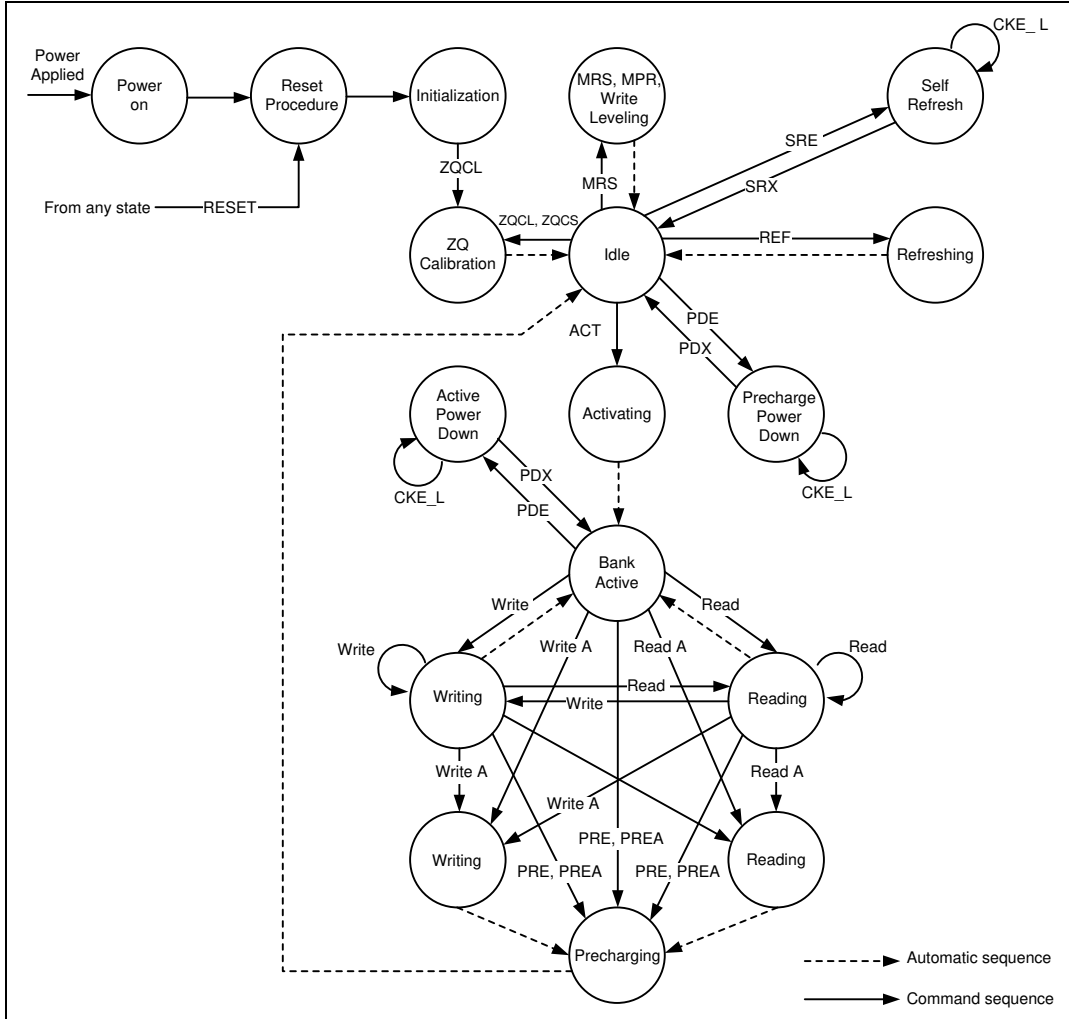 CKE_ L
Power
Applied
Power
on
Reset
Procedure
Initialization
MRS, MPR,
Write
Leveling
Self
Refresh
From any state
RESET
ZQCL
MRS
SRE
SRX
ZQCL, ZQCS
ZQ
Calibration
Idle
REF
Refreshing
ACT
PDE
PDX
Active
Power
Down
Activating
Precharge
Power
Down
CKE_L
PDX
PDE
CKE_L
Bank
Active
Write
Read
Write
Write A
Read A
Read
Writing
Read
Write
Reading
Write A
Write A
Read A
Writing
PRE, PREA
Reading
PRE, PREA
PRE, PREA
Precharging
Automatic sequence
Command sequence